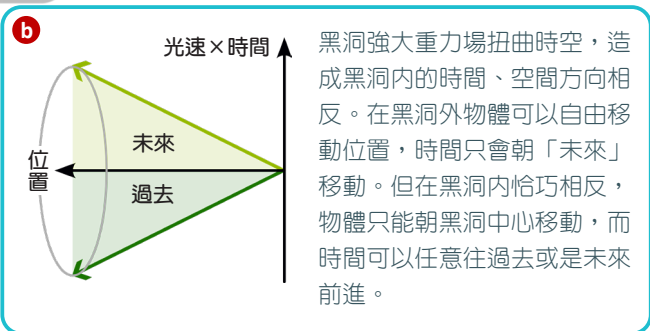 b
光速×時間
未來
位置
過去
黑洞強大重力場扭曲時空，造
成黑洞內的時間、空間方向相
反。在黑洞外物體可以自由移
動位置，時間只會朝「未來」
移動。但在黑洞內恰巧相反，
物體只能朝黑洞中心移動，而
時間可以任意往過去或是未來
前進。